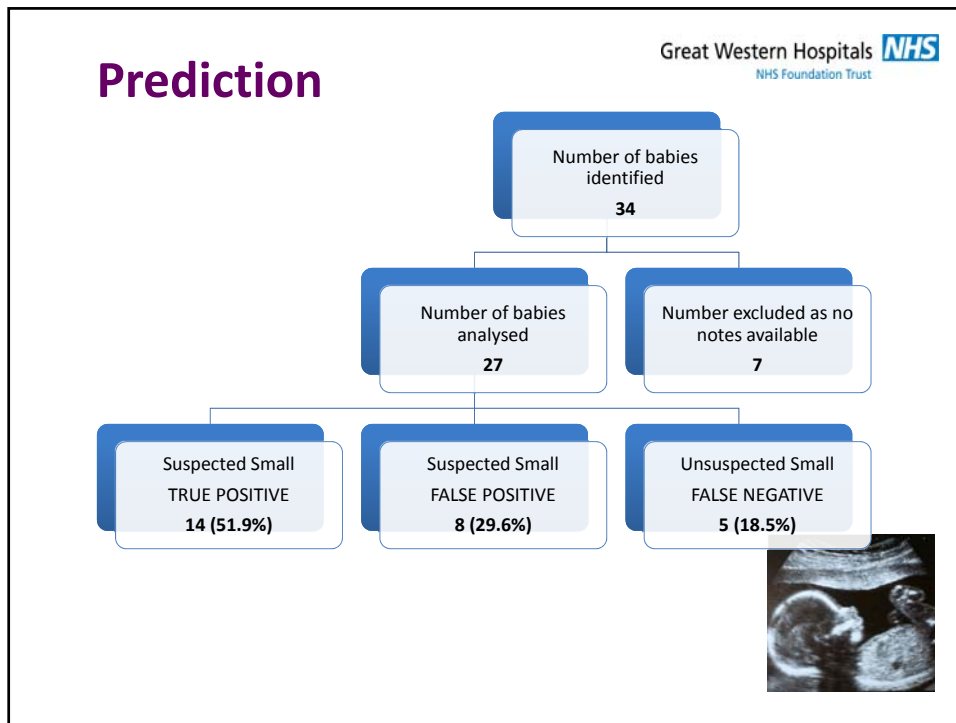 Prediction
Great Western Hospitals NHS
NHS Foundation Trust
Number of babies
identified
34
Number of babies
analysed
27
Number excluded as no
notes available
7
Suspected Small
TRUE POSITIVE
14 (51.9%)
Suspected Small
FALSE POSITIVE
8 (29.6%)
Unsuspected Small
FALSE NEGATIVE
5 (18.5%)